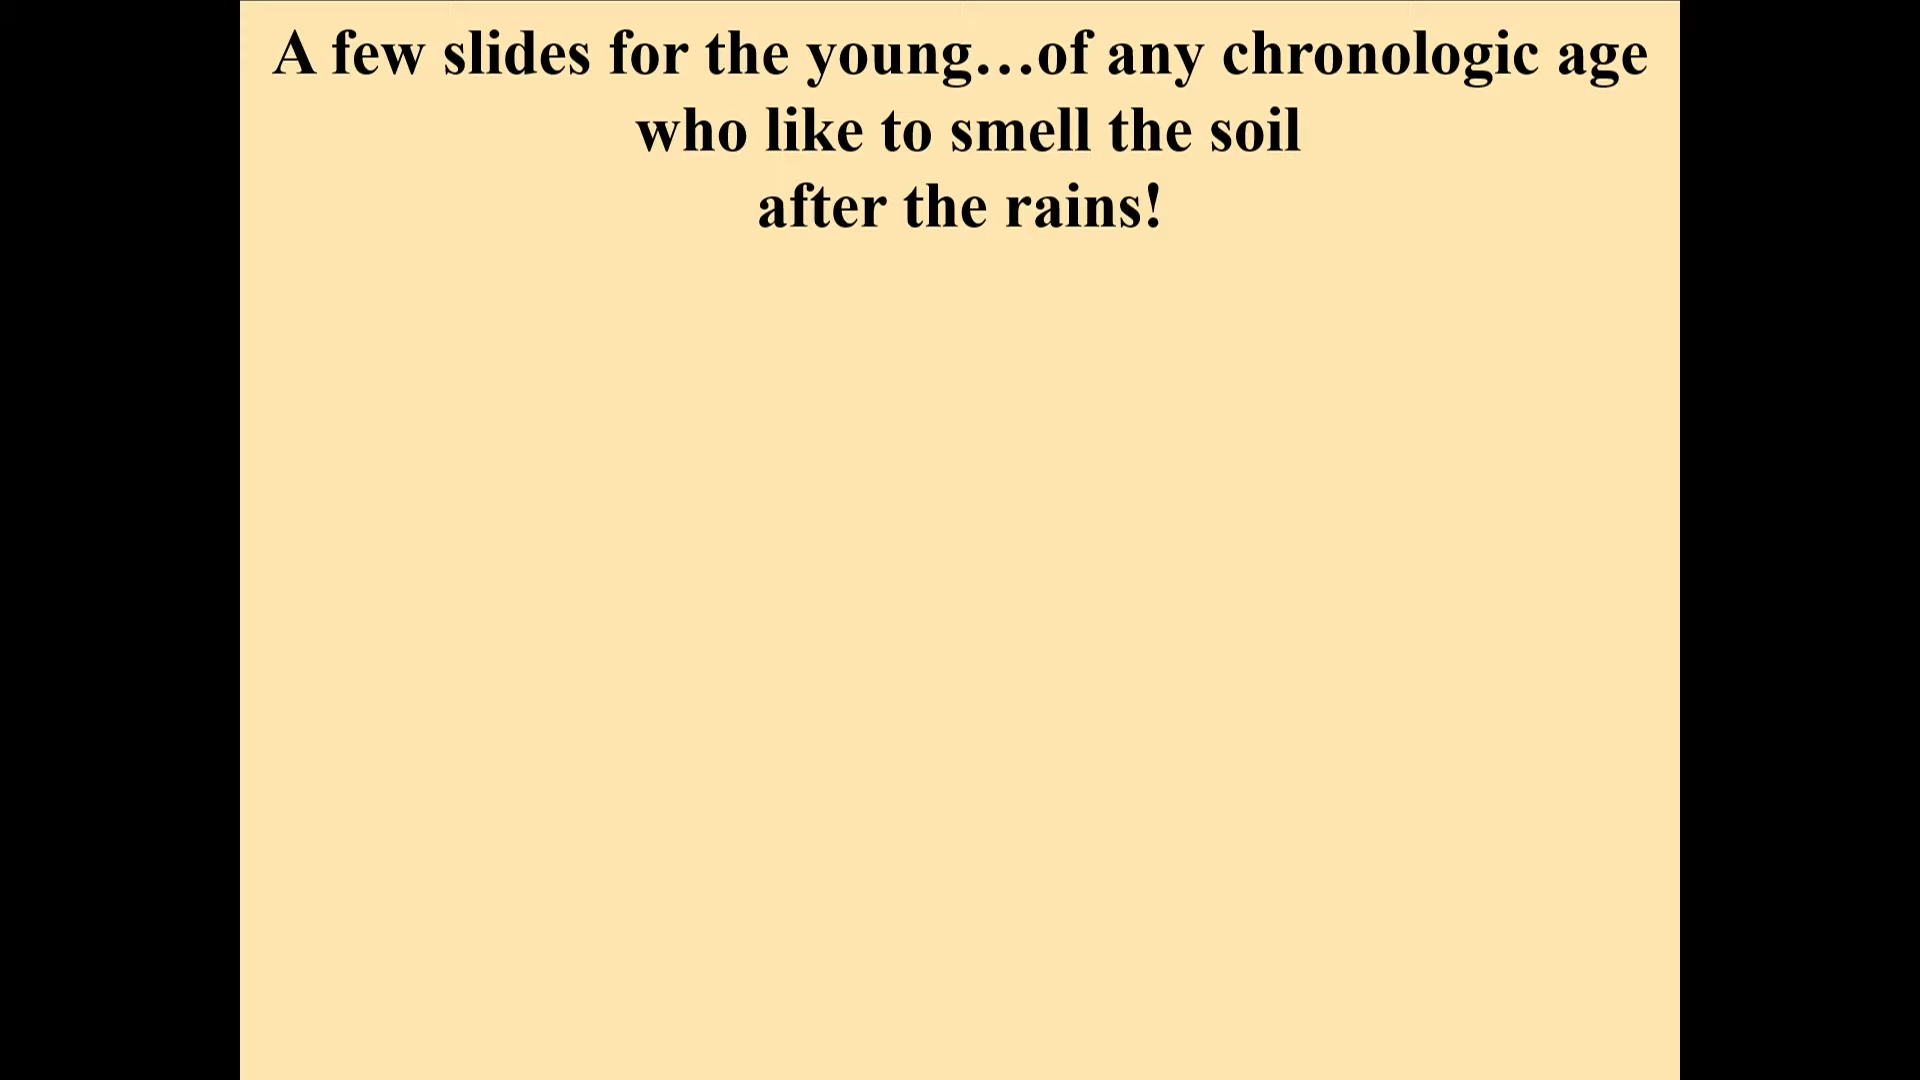 A few slides for the young…of any chronologic age
who like to smell the soil
after the rains!